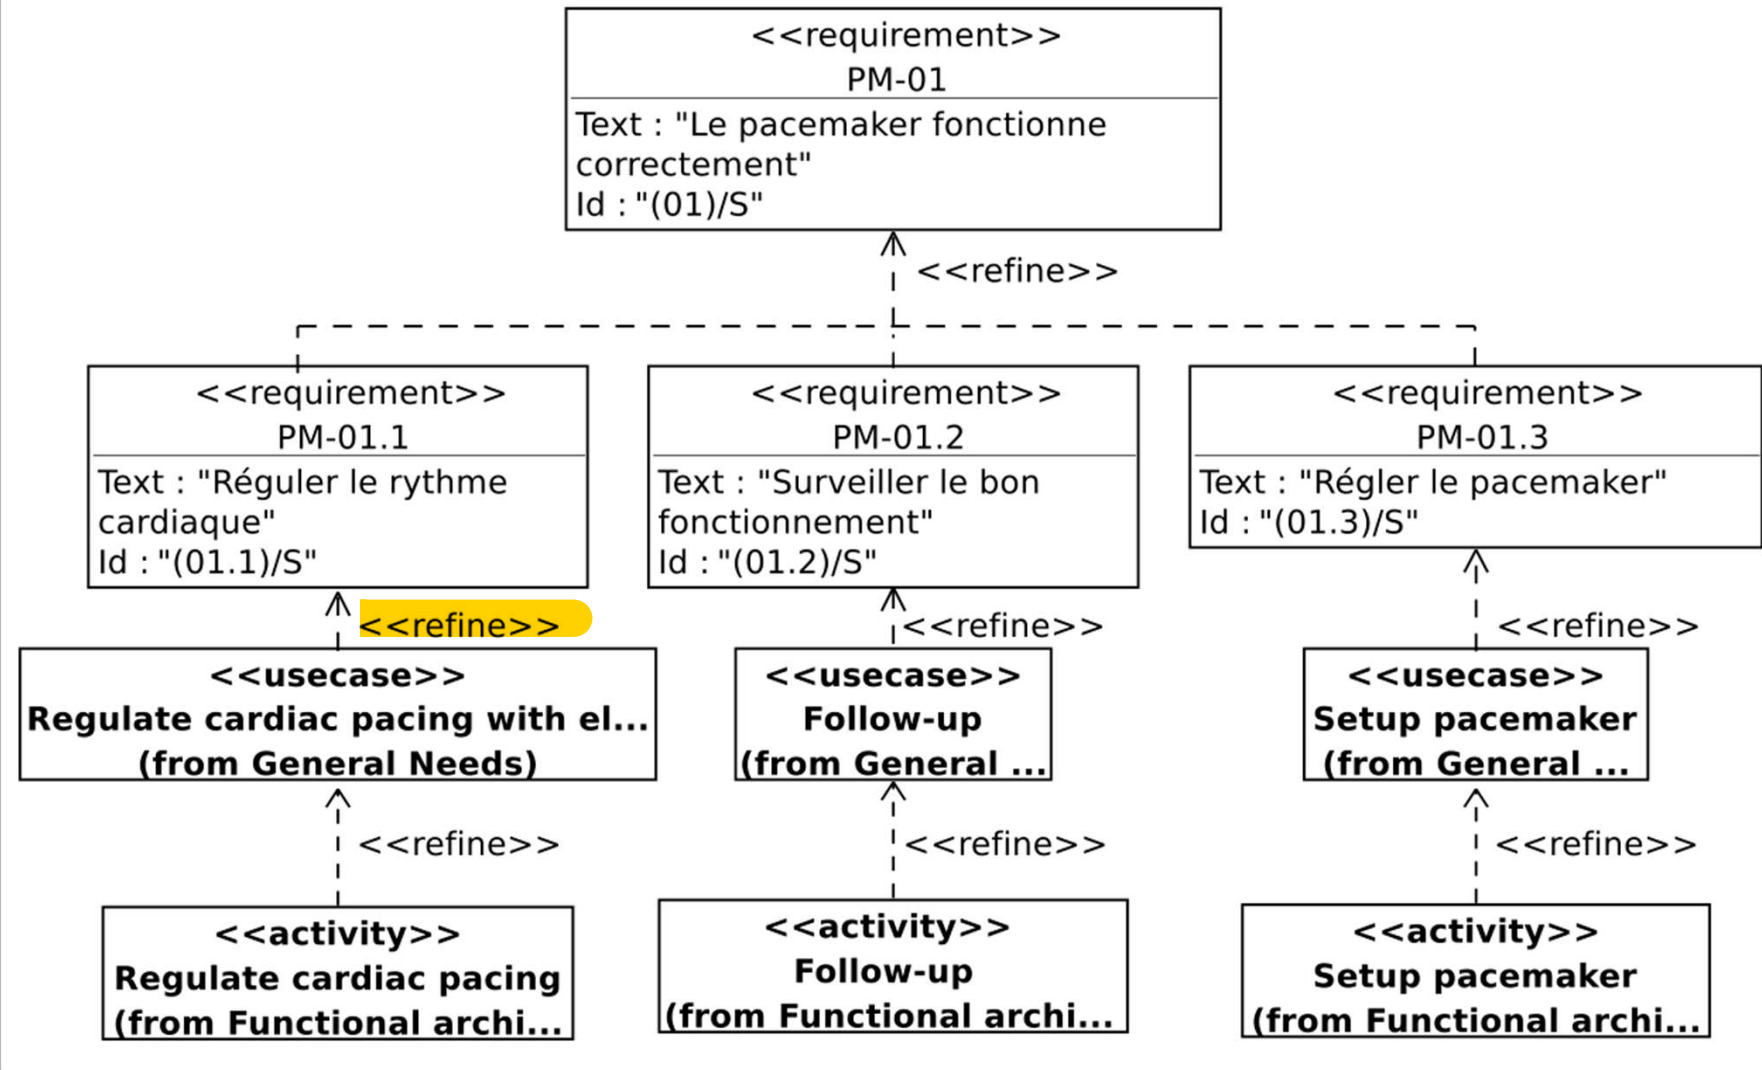 <<requirement>>
PM-01
Text : "Le pacemaker fonctionne
correctement"
Id : "(01)/S"
<<refine>>
<<requirement>>
PM-01.1
Text : "Réguler le rythme
cardiaque"
Id : "(01.1)/S"
<<requirement>>
PM-01.2
Text : "Surveiller le bon
fonctionnement"
Id : "(01.2)/S"
<<requirement>>
PM-01.3
Text : "Régler le pacemaker"
Id : "(01.3)/S"
<<refine>>
<<refine>>
<<refine>>
<<usecase>>
Regulate cardiac pacing with el...
(from General Needs)
<<usecase>>
Follow-up
(from General ...
<<usecase>>
Setup pacemaker
(from General ...
<<refine>>
<<refine>>
<<refine>>
<<activity>>
Regulate cardiac pacing
(from Functional archi...
<<activity>>
Follow-up
(from Functional archi...
<<activity>>
Setup pacemaker
(from Functional archi...